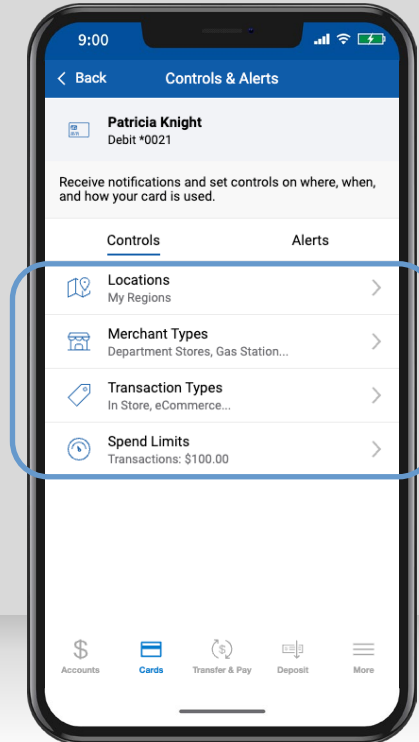 9:00
Back Controls & Alerts
Patricia Knight
Debit *0021
Receive notifications and set controls on where, when,
and how your card is used.
Controls Alerts
Locations
My Regions
Merchant Types
Department Stores, Gas Station...
Transaction Types
In Store, eCommerce...
Spend Limits
Transactions: $100.00
Accounts Cards Transfer & Pay Deposit More